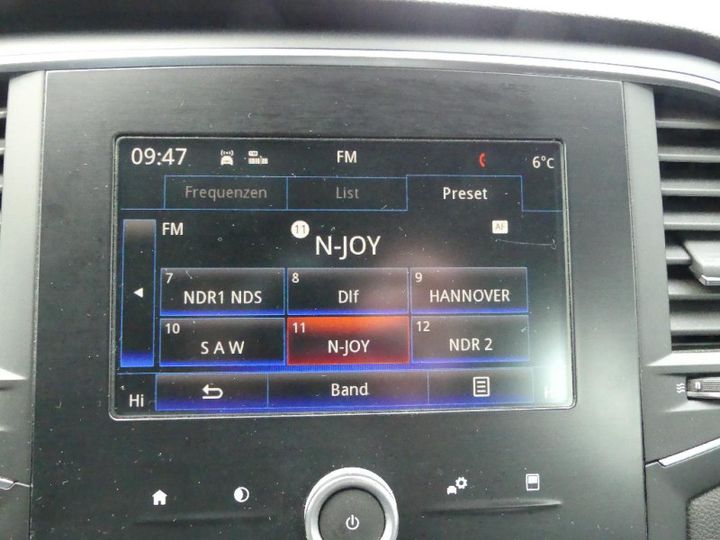 09:47 FM 6°C
Frequenzen List Preset
FM 11 N-JOY AF
7 NDR1 NDS 8 Dlf 9 HANNOVER
10 S A W 11 N-JOY 12 NDR 2
Hi Band